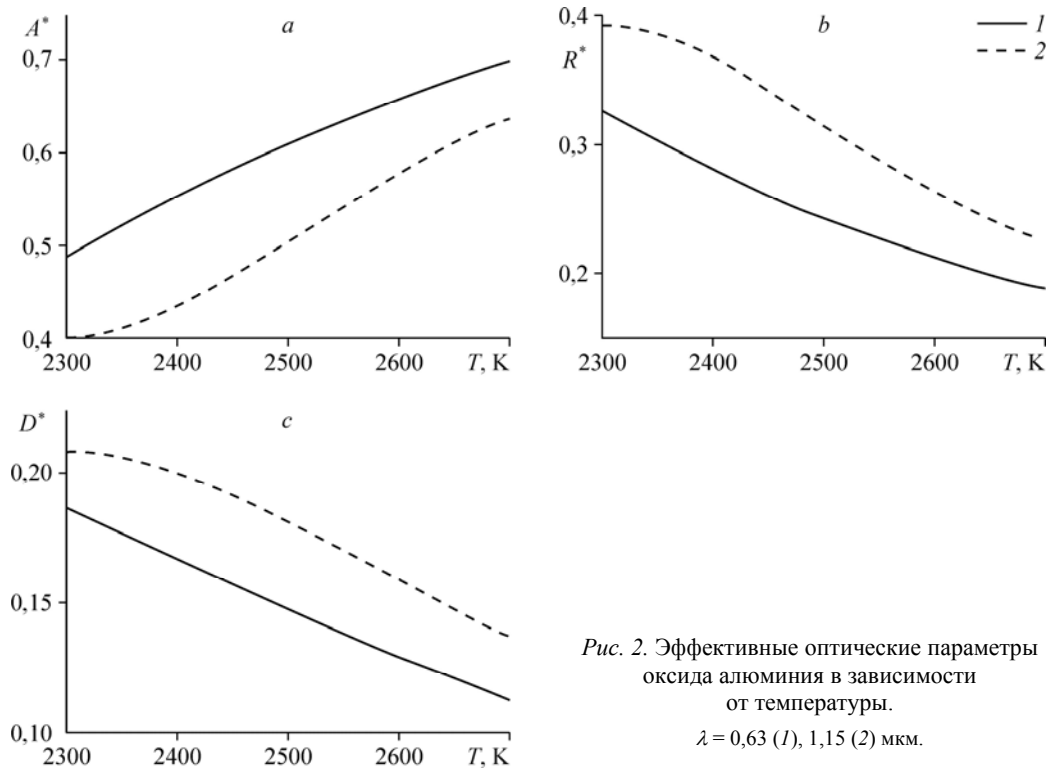 A*
a
0,7
0,6
0,5
0,4
2300
2400
2500
2600
T, K
0,4
b
1
R*
2
0,3
0,2
2300
2400
2500
2600
T, K
D*
c
0,20
0,15
0,10
2300
2400
2500
2600
T, K
Рис. 2. Эффективные оптические параметры
оксида алюминия в зависимости
от температуры.
λ = 0,63 (1), 1,15 (2) мкм.